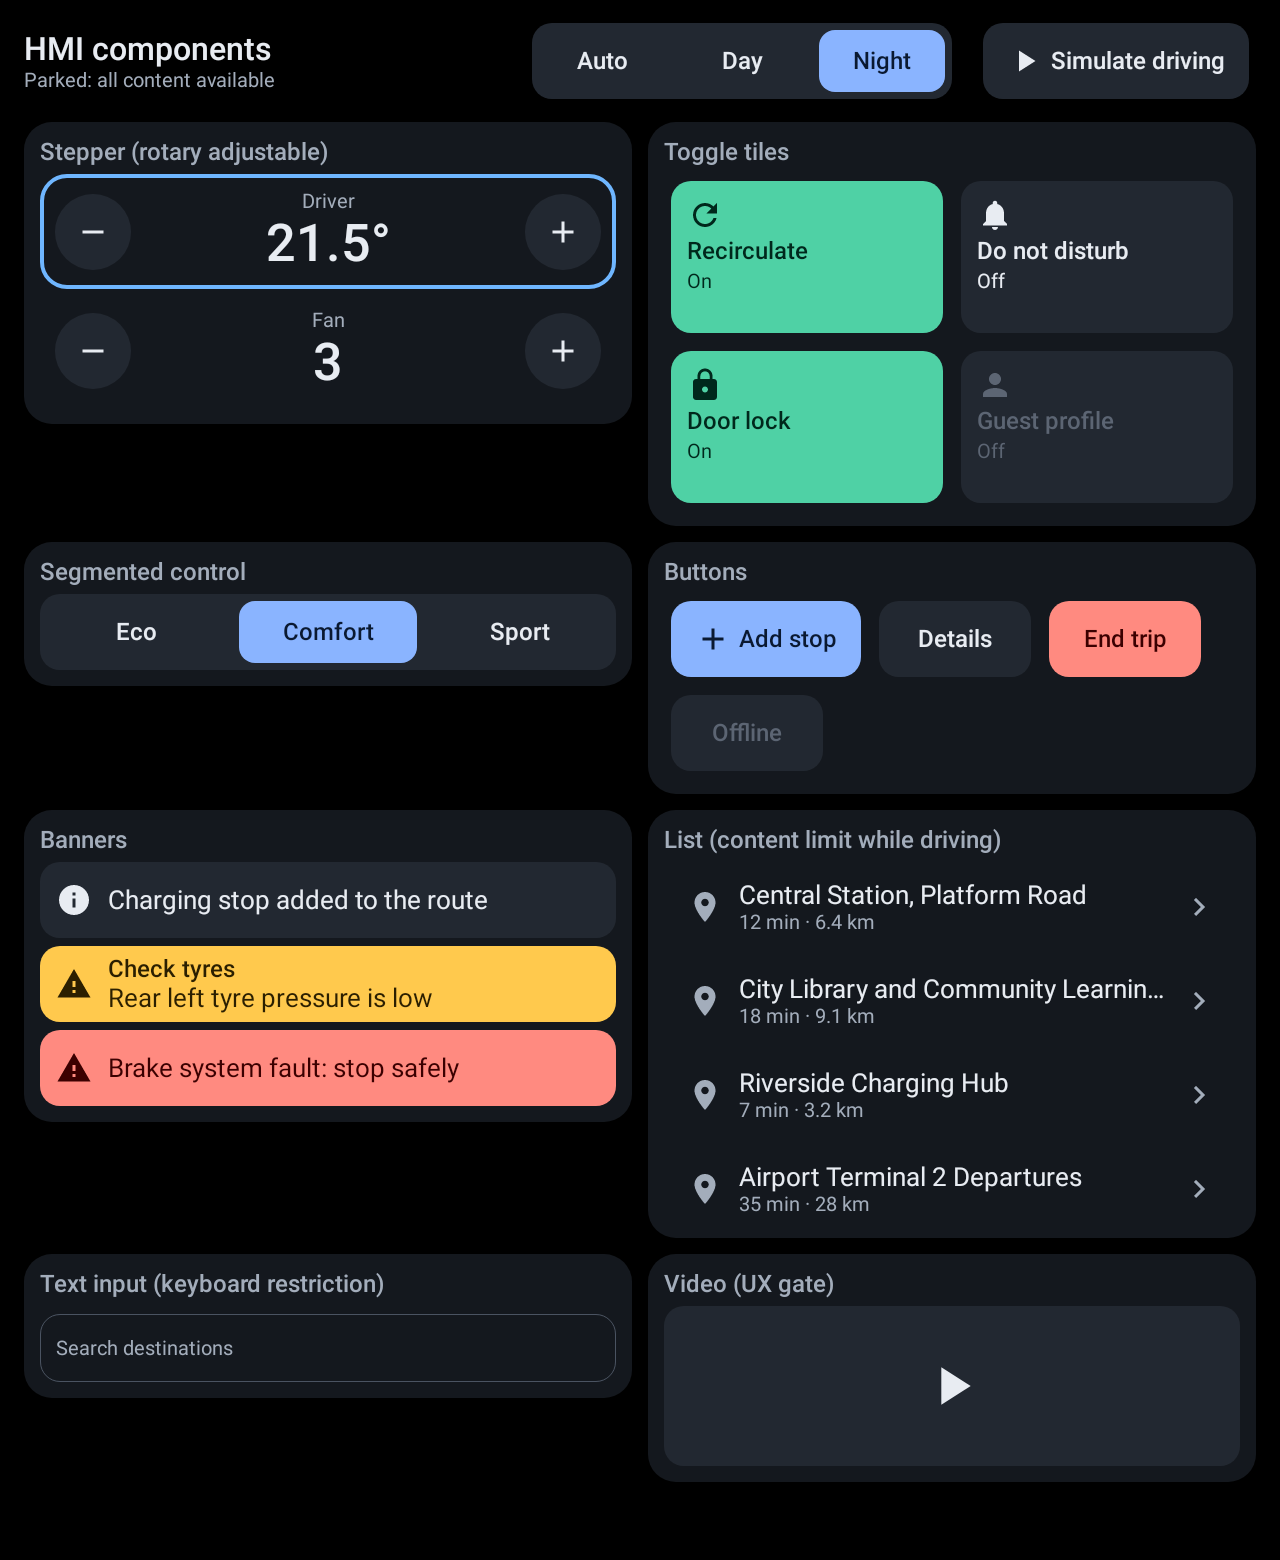 HMI components
Parked: all content available
Auto
Day
Night
Simulate driving
Stepper (rotary adjustable)
Driver
21.5°
Fan
3
Toggle tiles
Recirculate
On
Do not disturb
Off
Door lock
On
Guest profile
Off
Segmented control
Eco
Comfort
Sport
Buttons
Add stop
Details
End trip
Offline
Banners
Charging stop added to the route
Check tyres
Rear left tyre pressure is low
Brake system fault: stop safely
List (content limit while driving)
Central Station, Platform Road
12 min · 6.4 km
City Library and Community Learnin…
18 min · 9.1 km
Riverside Charging Hub
7 min · 3.2 km
Airport Terminal 2 Departures
35 min · 28 km
Text input (keyboard restriction)
Search destinations
Video (UX gate)